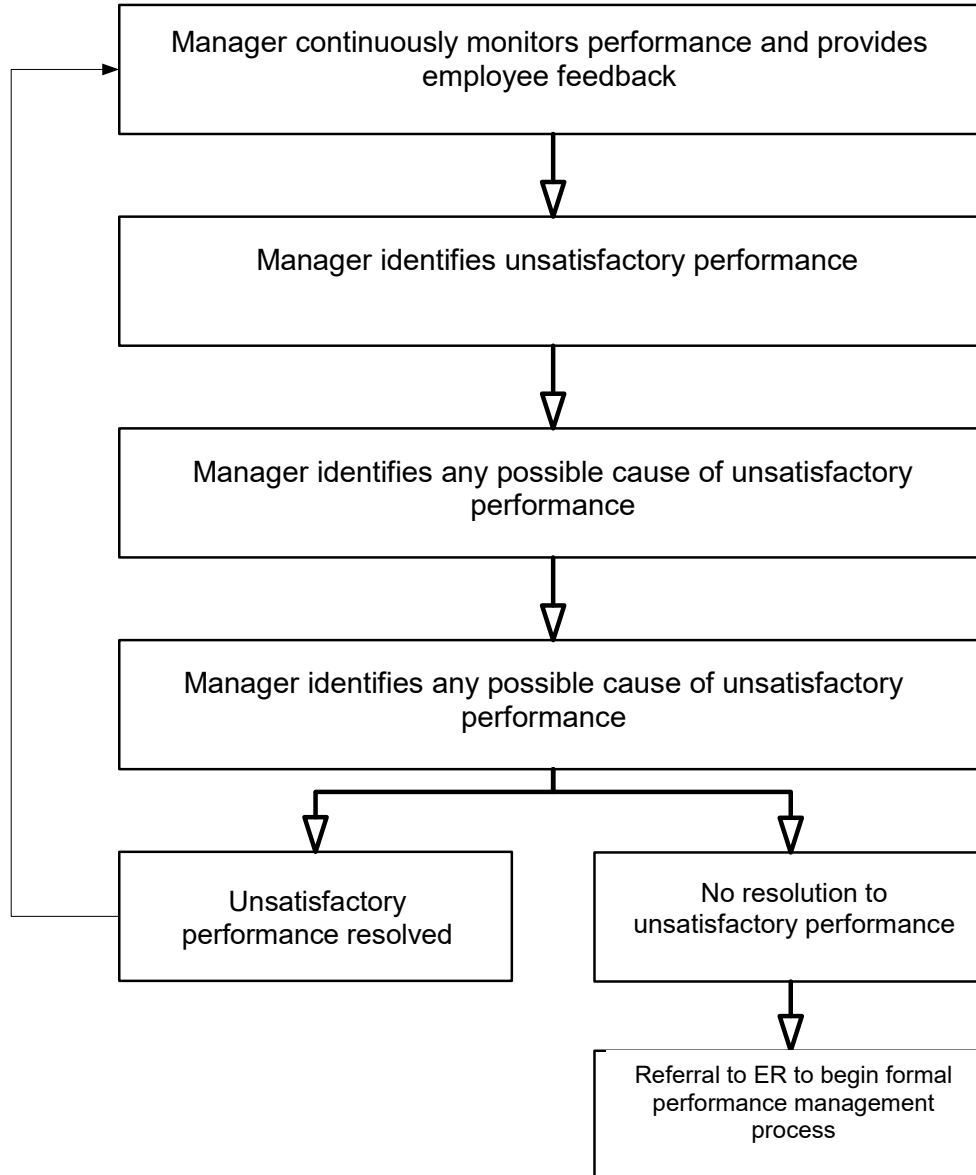 Manager continuously monitors performance and provides
employee feedback
Manager identifies unsatisfactory performance
Manager identifies any possible cause of unsatisfactory
performance
Manager identifies any possible cause of unsatisfactory
performance
Unsatisfactory
performance resolved
No resolution to
unsatisfactory performance
Referral to ER to begin formal
performance management
process